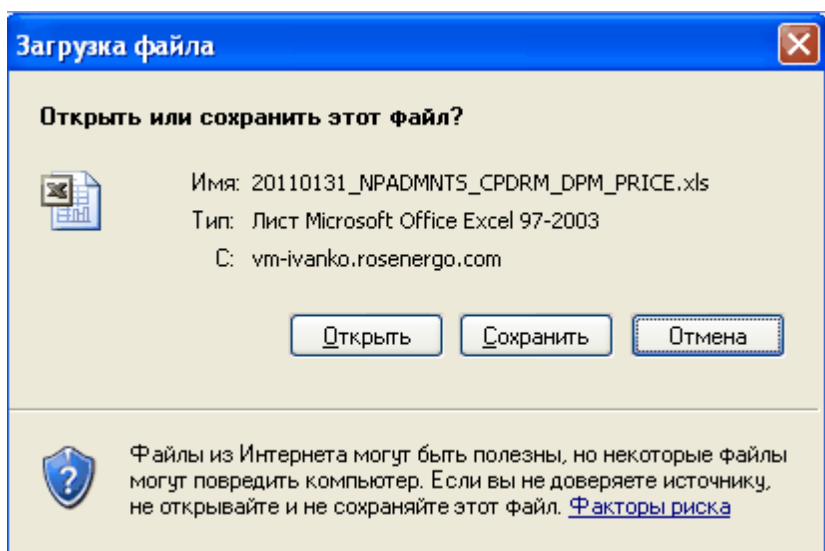 Загрузка файла
Открыть или сохранить этот файл?
Имя: 20110131_NPADMNTS_CPDRM_DPM_PRICE.xls
Тип: Лист Microsoft Office Excel 97-2003
С: vm-ivanko.rosenergo.com
Открыть Сохранить Отмена
Файлы из Интернета могут быть полезны, но некоторые файлы
могут повредить компьютер. Если вы не доверяете источнику,
не открывайте и не сохраняйте этот файл. Факторы риска